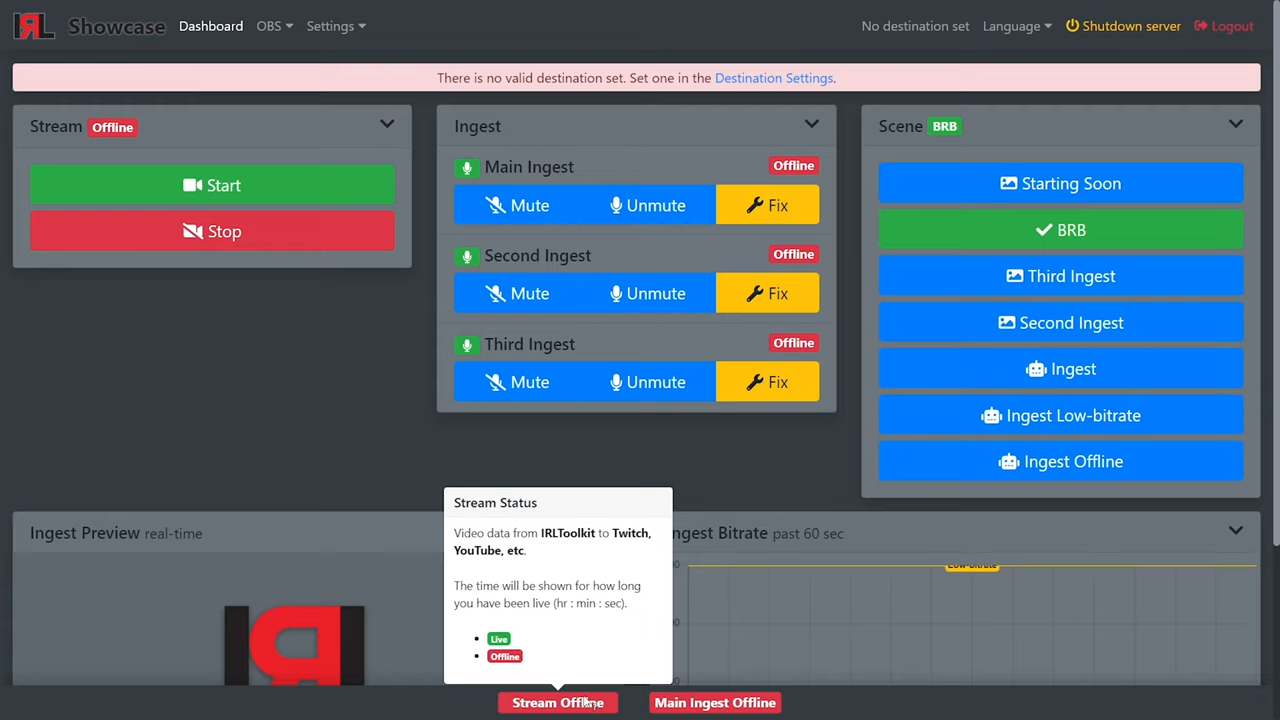 IRL Showcase Dashboard OBS Settings No destination set Language Shutdown server Logout
There is no valid destination set. Set one in the Destination Settings.
Stream Offline
Start
Stop
Ingest
Main Ingest Offline
Mute Unmute Fix
Second Ingest Offline
Mute Unmute Fix
Third Ingest Offline
Mute Unmute Fix
Scene BRB
Starting Soon
BRB
Third Ingest
Second Ingest
Ingest
Ingest Low-bitrate
Ingest Offline
Ingest Preview real-time
Stream Status
Video data from IRLToolkit to Twitch,
YouTube, etc.
The time will be shown for how long
you have been live (hr : min : sec).
Live
Offline
ngest Bitrate past 60 sec
Low-bitrate
Stream Offline Main Ingest Offline